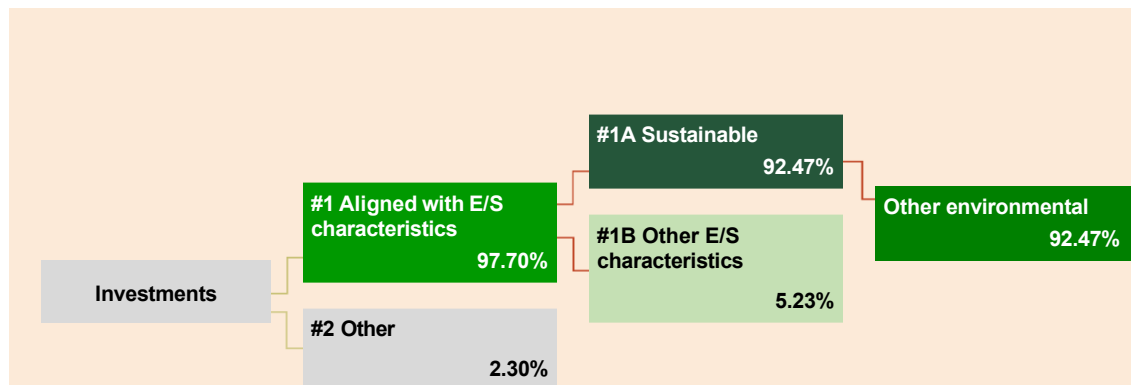 #1A Sustainable
92.47%
#1 Aligned with E/S
characteristics
97.70%
Other environmental
92.47%
#1B Other E/S
characteristics
5.23%
Investments
#2 Other
2.30%